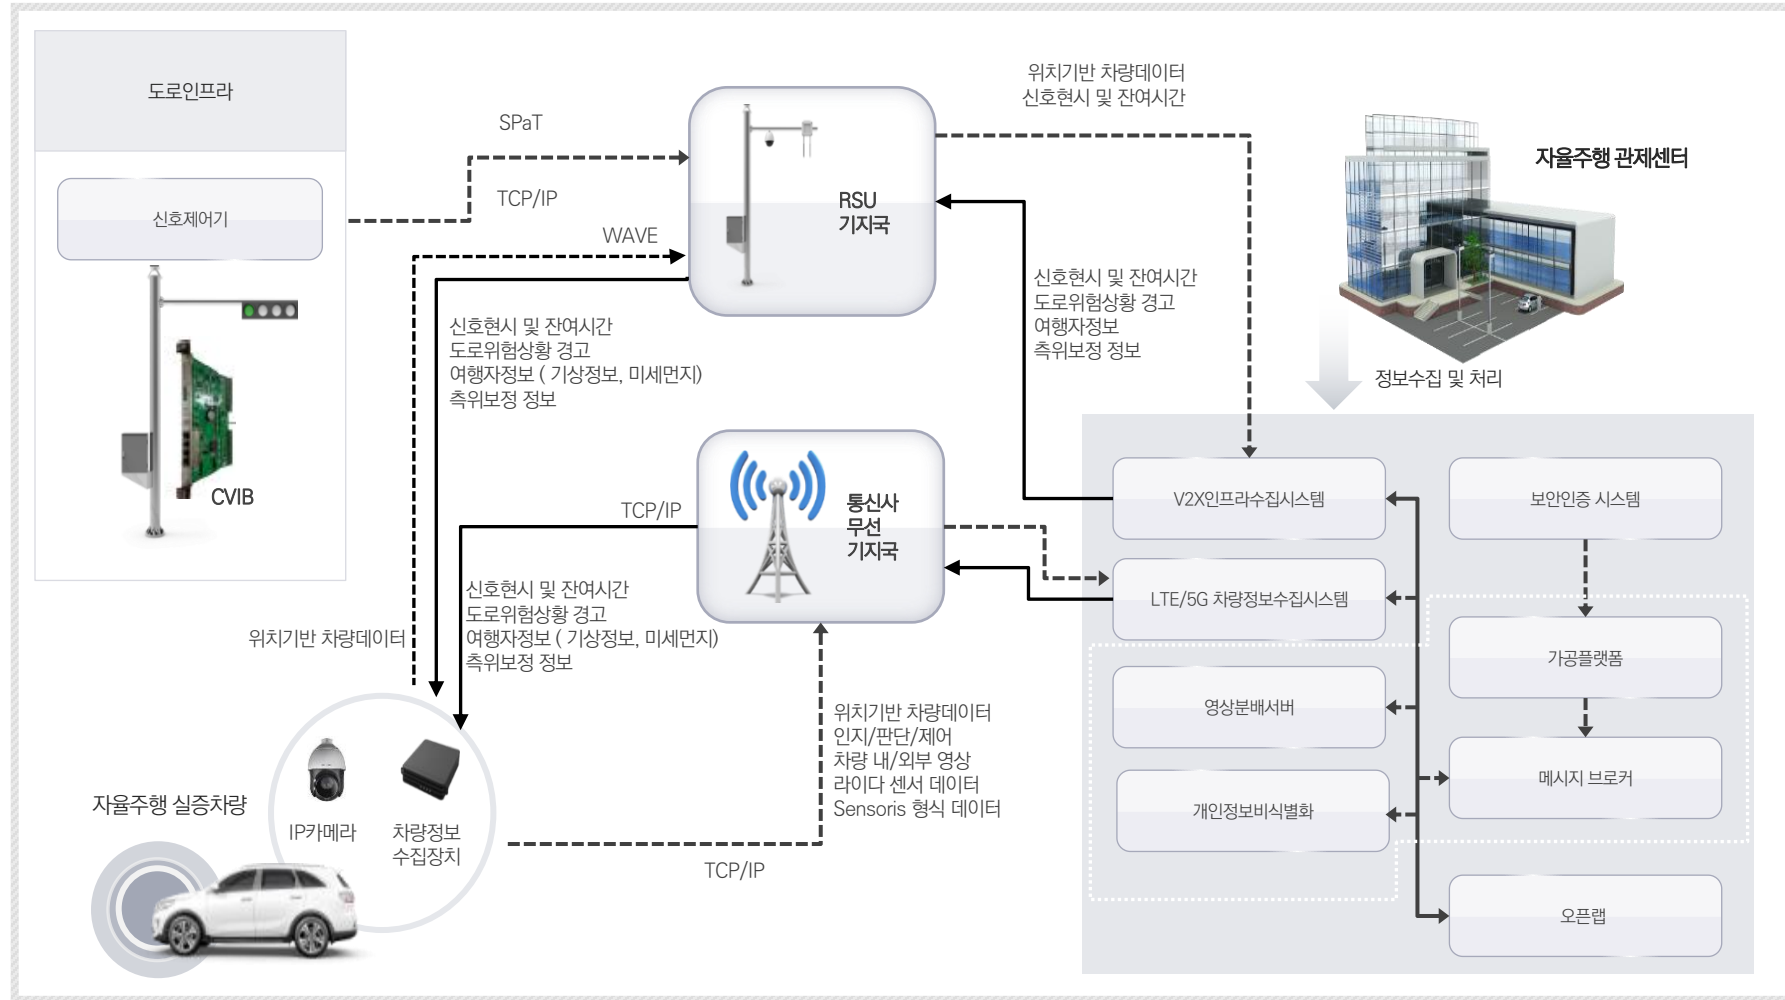 도로인프라
신호제어기
CVIB
SPaT
TCP/IP
WAVE
RSU
기지국
위치기반 차량데이터
신호현시 및 잔여시간
자율주행 관제센터
신호현시 및 잔여시간
도로위험상황 경고
여행자정보
측위보정 정보
정보수집 및 처리
신호현시 및 잔여시간
도로위험상황 경고
여행자정보 ( 기상정보, 미세먼지)
측위보정 정보
TCP/IP
통신사
무선
기지국
신호현시 및 잔여시간
도로위험상황 경고
여행자정보 ( 기상정보, 미세먼지)
측위보정 정보
위치기반 차량데이터
위치기반 차량데이터
인지/판단/제어
차량 내/외부 영상
라이다 센서 데이터
Sensoris 형식 데이터
TCP/IP
자율주행 실증차량
IP카메라
차량정보
수집장치
V2X인프라수집시스템
보안인증 시스템
LTE/5G 차량정보수집시스템
가공플랫폼
영상분배서버
메시지 브로커
개인정보비식별화
오픈랩